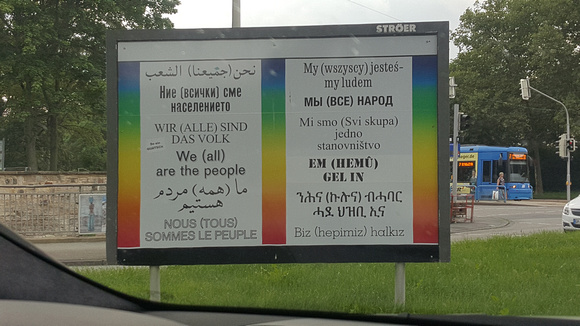 STRÖER
نحن (جميعنا) الشعب
Ние (всички) сме
населението
WIR (ALLE) SIND
DAS VOLK
We (all)
are the people
ما (همه) مردم
هستیم
NOUS (TOUS)
SOMMES LE PEUPLE
My (wszyscy) jesteś-
my ludem
МЫ (ВСЕ) НАРОД
Mi smo (Svi skupa)
jedno
stanovništvo
EM (HEMÛ)
GEL IN
ንሕና (ኩሉና) ብሓባር
ሓደ ህዝቢ ኢና
Biz (hepimiz) halkız